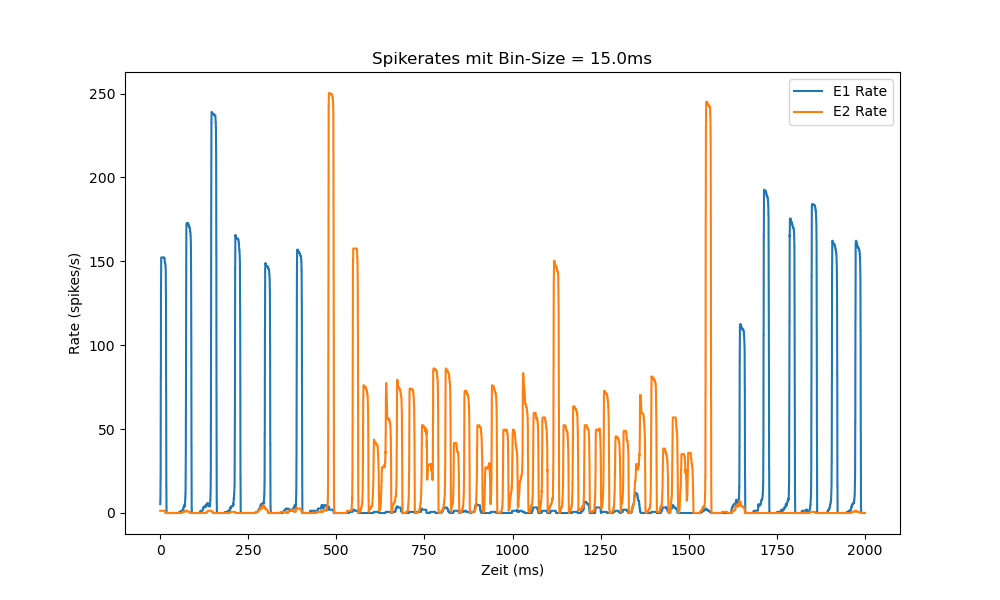 Spikerates mit Bin-Size = 15.0ms
E1 Rate
E2 Rate
250
200
150
100
50
0
Rate (spikes/s)
0 250 500 750 1000 1250 1500 1750 2000
Zeit (ms)